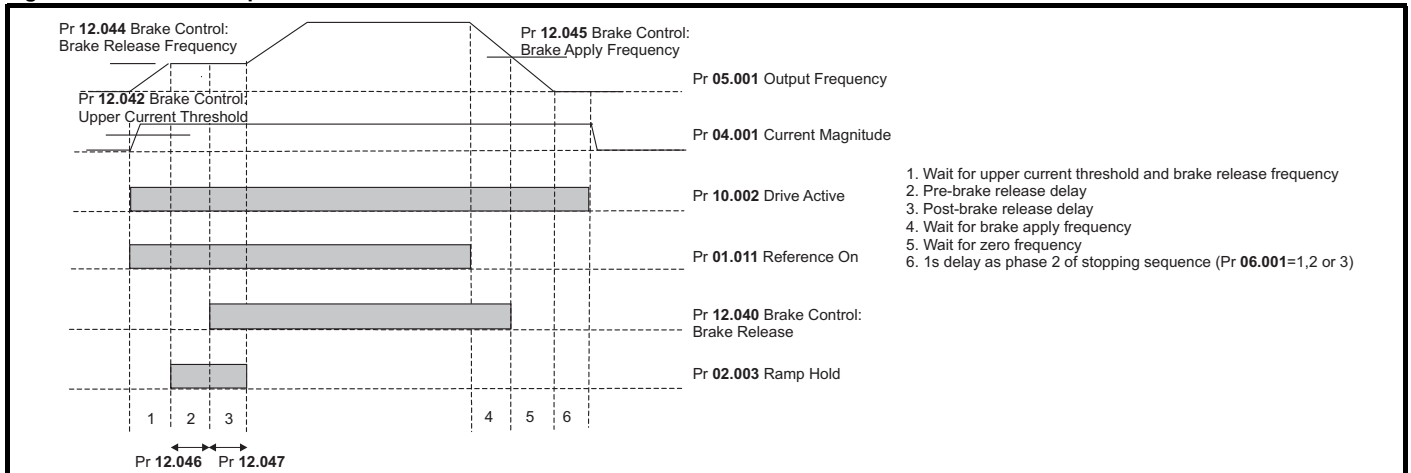 Pr 12.044 Brake Control:
Brake Release Frequency
Pr 12.045 Brake Control:
Brake Apply Frequency
Pr 05.001 Output Frequency
Pr 12.042 Brake Control:
Upper Current Threshold
Pr 04.001 Current Magnitude
Pr 10.002 Drive Active
Pr 01.011 Reference On
Pr 12.040 Brake Control:
Brake Release
Pr 02.003 Ramp Hold
1. Wait for upper current threshold and brake release frequency
2. Pre-brake release delay
3. Post-brake release delay
4. Wait for brake apply frequency
5. Wait for zero frequency
6. 1s delay as phase 2 of stopping sequence (Pr 06.001=1,2 or 3)
1 2 3 4 5 6
Pr 12.046 Pr 12.047